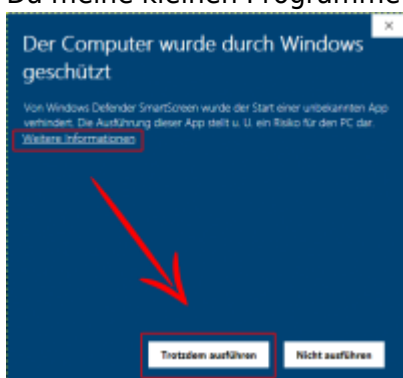 Da meine kleinen Programme
Der Computer wurde durch Windows
geschützt
Von Windows Defender SmartScreen wurde der Start einer unbekannten App
verhindert. Die Ausführung dieser App stellt u. U. ein Risiko für den PC dar.
Weitere Informationen
Trotzdem ausführen Nicht ausführen